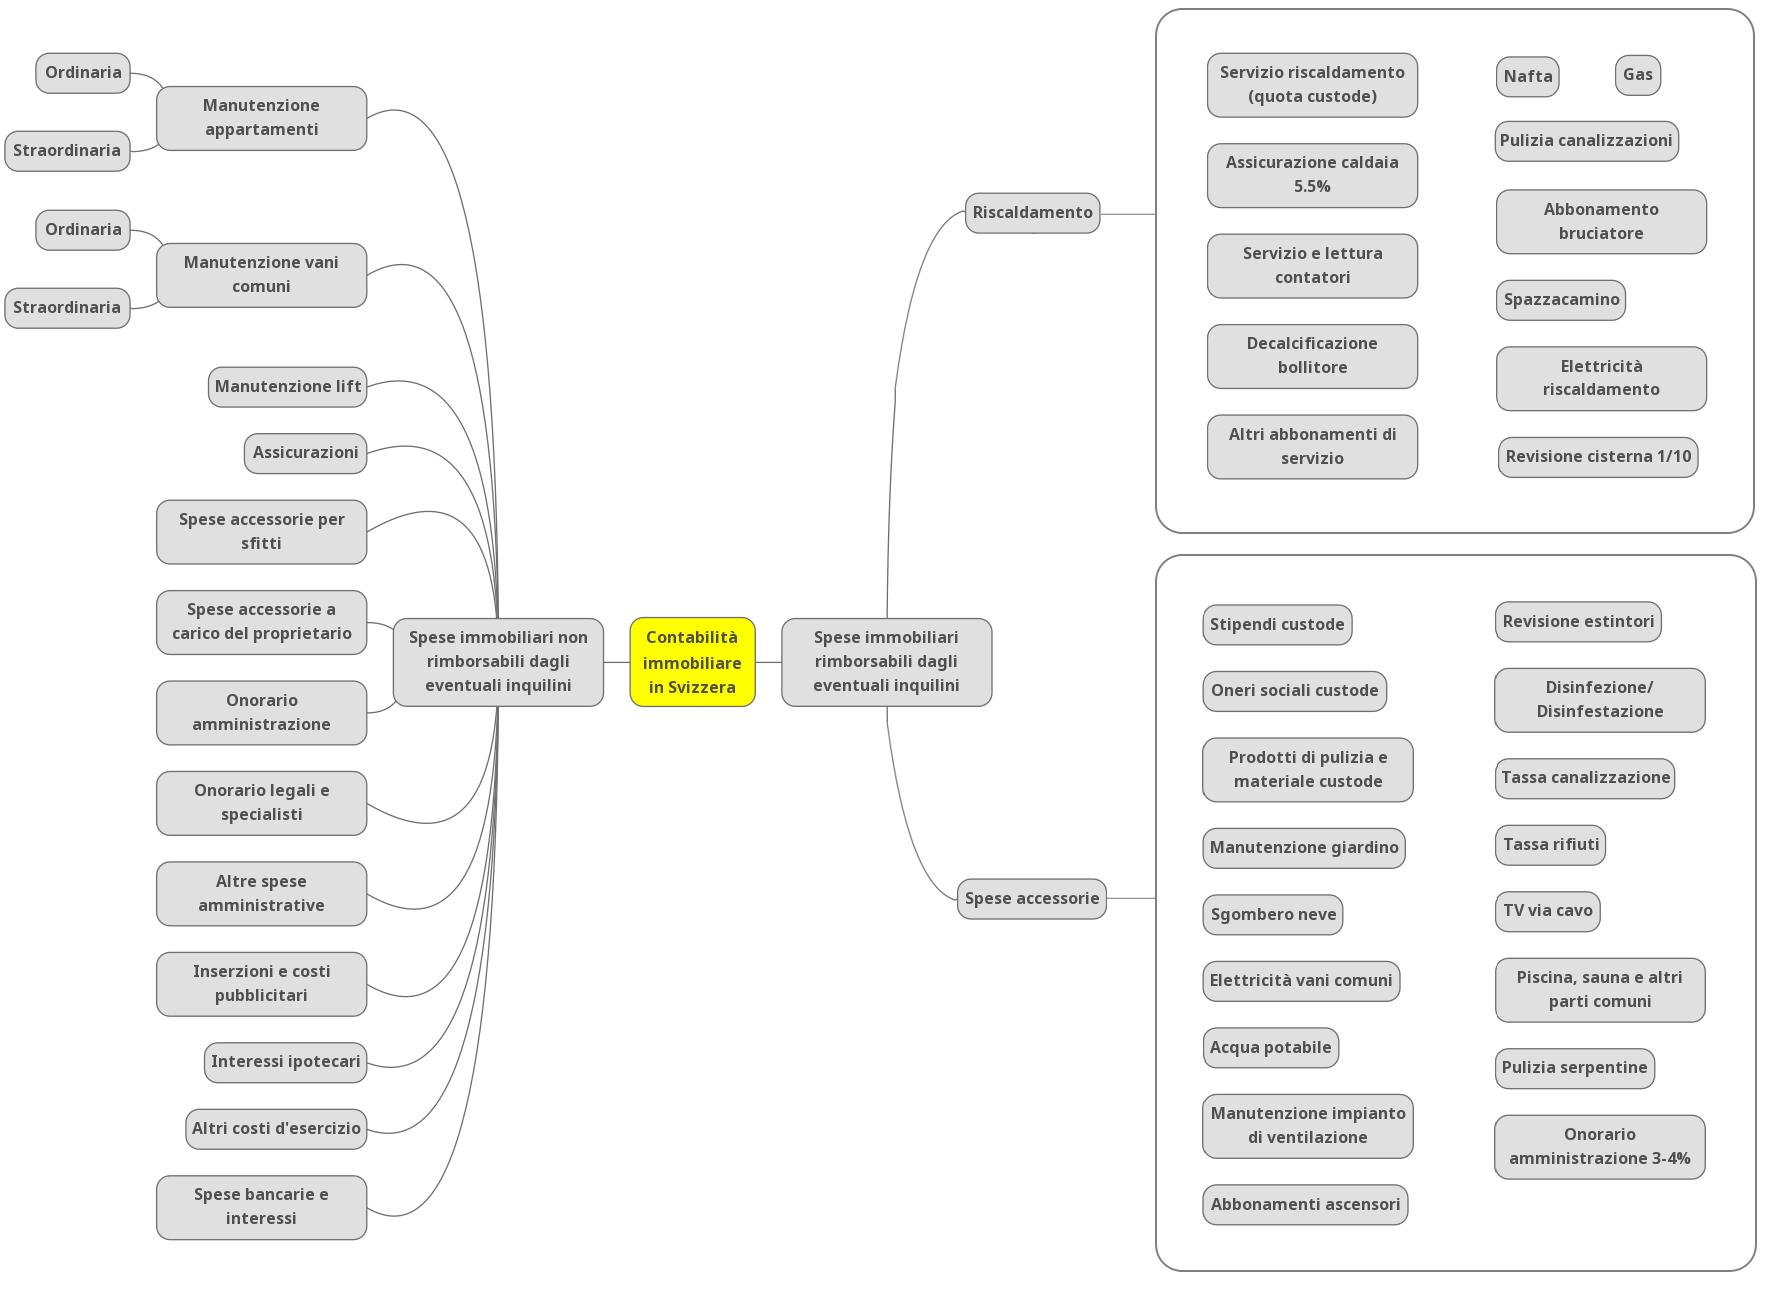 Ordinaria
Manutenzione
appartamenti
Straordinaria
Ordinaria
Manutenzione vani
comuni
Straordinaria
Manutenzione lift
Assicurazioni
Spese accessorie per
sfitti
Spese accessorie a
carico del proprietario
Onorario
amministrazione
Onorario legali e
specialisti
Altre spese
amministrative
Inserzioni e costi
pubblicitari
Interessi ipotecari
Altri costi d'esercizio
Spese bancarie e
interessi
Spese immobiliari non
rimborsabili dagli
eventuali inquilini
Contabilità
immobiliare
in Svizzera
Spese immobiliari
rimborsabili dagli
eventuali inquilini
Riscaldamento
Servizio riscaldamento
(quota custode)
Assicurazione caldaia
5.5%
Servizio e lettura
contatori
Decalcificazione
bollitore
Altri abbonamenti di
servizio
Nafta
Gas
Pulizia canalizzazioni
Abbonamento
bruciatore
Spazzacamino
Elettricità
riscaldamento
Revisione cisterna 1/10
Spese accessorie
Stipendi custode
Oneri sociali custode
Prodotti di pulizia e
materiale custode
Manutenzione giardino
Sgombero neve
Elettricità vani comuni
Acqua potabile
Manutenzione impianto
di ventilazione
Abbonamenti ascensori
Revisione estintori
Disinfezione/
Disinfestazione
Tassa canalizzazione
Tassa rifiuti
TV via cavo
Piscina, sauna e altri
parti comuni
Pulizia serpentine
Onorario
amministrazione 3-4%